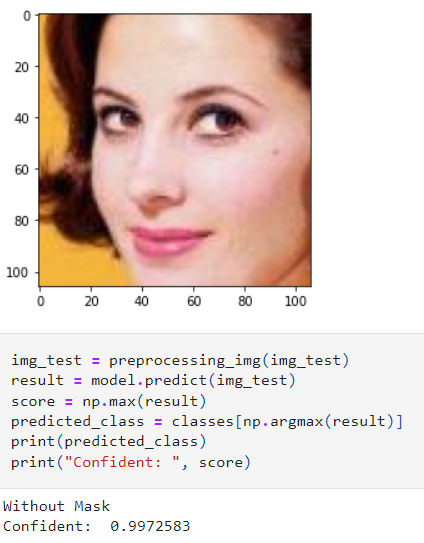 0
20
40
60
80
100
0 20 40 60 80 100
img_test = preprocessing_img(img_test)
result = model.predict(img_test)
score = np.max(result)
predicted_class = classes[np.argmax(result)]
print(predicted_class)
print("Confident: ", score)
Without Mask
Confident:  0.9972583